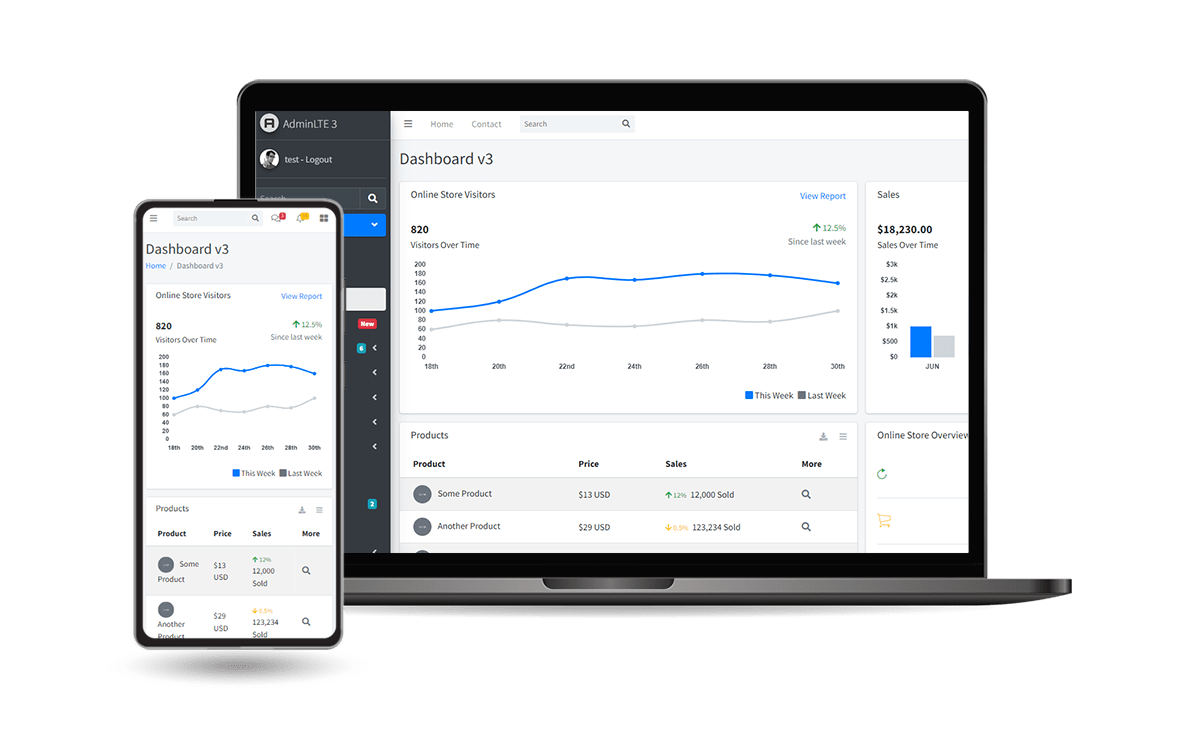 AdminLTE 3
test - Logout
Search
New
6
2
Home Contact Search
Dashboard v3
Online Store Visitors View Report
820
Visitors Over Time
12.5%
Since last week
200
180
160
140
120
100
80
60
40
20
0
18th 20th 22nd 24th 26th 28th 30th
This Week Last Week
Sales
$18,230.00
Sales Over Time
$3k
$2.5k
$2k
$1.5k
$1k
$500
$0
JUN
Products
Product Price Sales More
Some Product $13 USD 12% 12,000 Sold
Another Product $29 USD 0.5% 123,234 Sold
Online Store Overview
Search
Dashboard v3
Home / Dashboard v3
Online Store Visitors View Report
820
Visitors Over Time
12.5%
Since last week
200
180
160
140
120
100
80
60
40
20
0
18th 20th 22nd 24th 26th 28th 30th
This Week Last Week
Products
Product Price Sales More
Some
Product
$13
USD
12%
12,000
Sold
Another
Product
$29
USD
0.5%
123,234
Sold